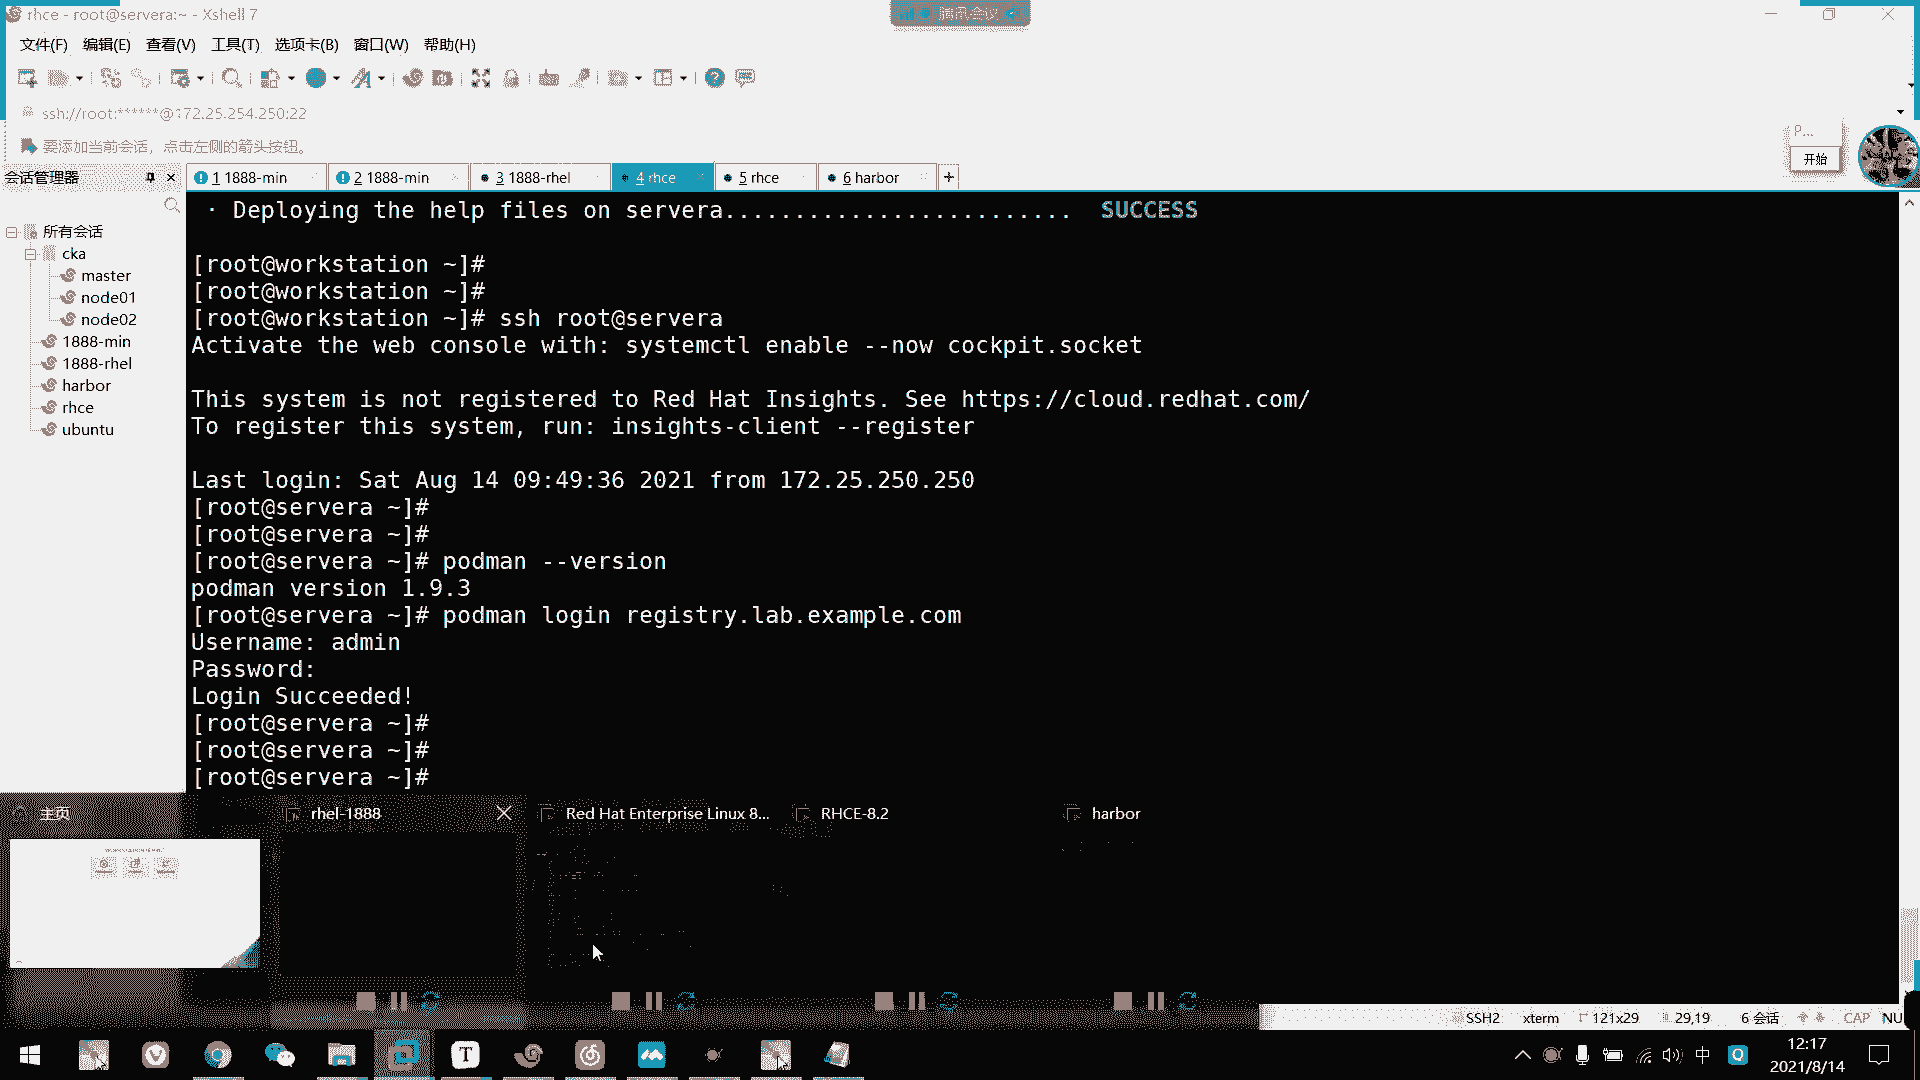 rhce - root@servera:~ - Xshell 7
腾讯会议
文件(F) 编辑(E) 查看(V) 工具(T) 选项卡(B) 窗口(W) 帮助(H)
ssh://root:******@172.25.254.250:22
要添加当前会话，点击左侧的箭头按钮。
P...
开始
会话管理器
1 1888-min 2 1888-min 3 1888-rhel 4 rhce 5 rhce 6 harbor +
所有会话
cka
master
node01
node02
1888-min
1888-rhel
harbor
rhce
ubuntu
· Deploying the help files on servera......................... SUCCESS
[root@workstation ~]#
[root@workstation ~]#
[root@workstation ~]# ssh root@servera
Activate the web console with: systemctl enable --now cockpit.socket
This system is not registered to Red Hat Insights. See https://cloud.redhat.com/
To register this system, run: insights-client --register
Last login: Sat Aug 14 09:49:36 2021 from 172.25.250.250
[root@servera ~]#
[root@servera ~]#
[root@servera ~]# podman --version
podman version 1.9.3
[root@servera ~]# podman login registry.lab.example.com
Username: admin
Password:
Login Succeeded!
[root@servera ~]#
[root@servera ~]#
[root@servera ~]#
主页
rhel-1888
Red Hat Enterprise Linux 8...
RHCE-8.2
harbor
SSH2 xterm 121x29 29,19 6 会话 CAP NU
中
12:17
2021/8/14